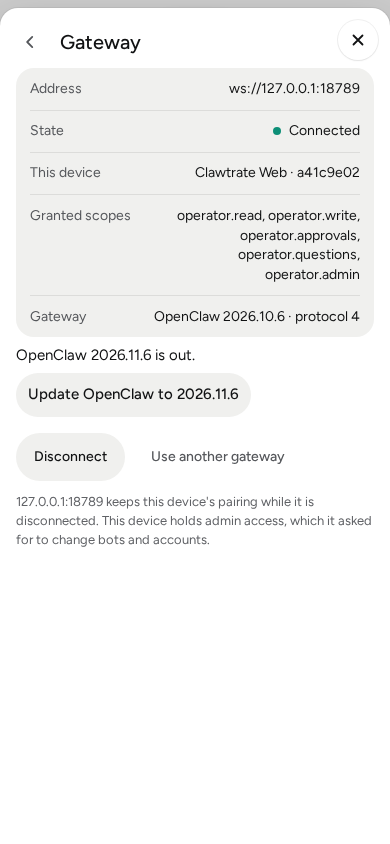 Gateway
Address ws://127.0.0.1:18789
State Connected
This device Clawtrate Web · a41c9e02
Granted scopes operator.read, operator.write,
operator.approvals,
operator.questions,
operator.admin
Gateway OpenClaw 2026.10.6 · protocol 4
OpenClaw 2026.11.6 is out.
Update OpenClaw to 2026.11.6
Disconnect Use another gateway
127.0.0.1:18789 keeps this device's pairing while it is
disconnected. This device holds admin access, which it asked
for to change bots and accounts.